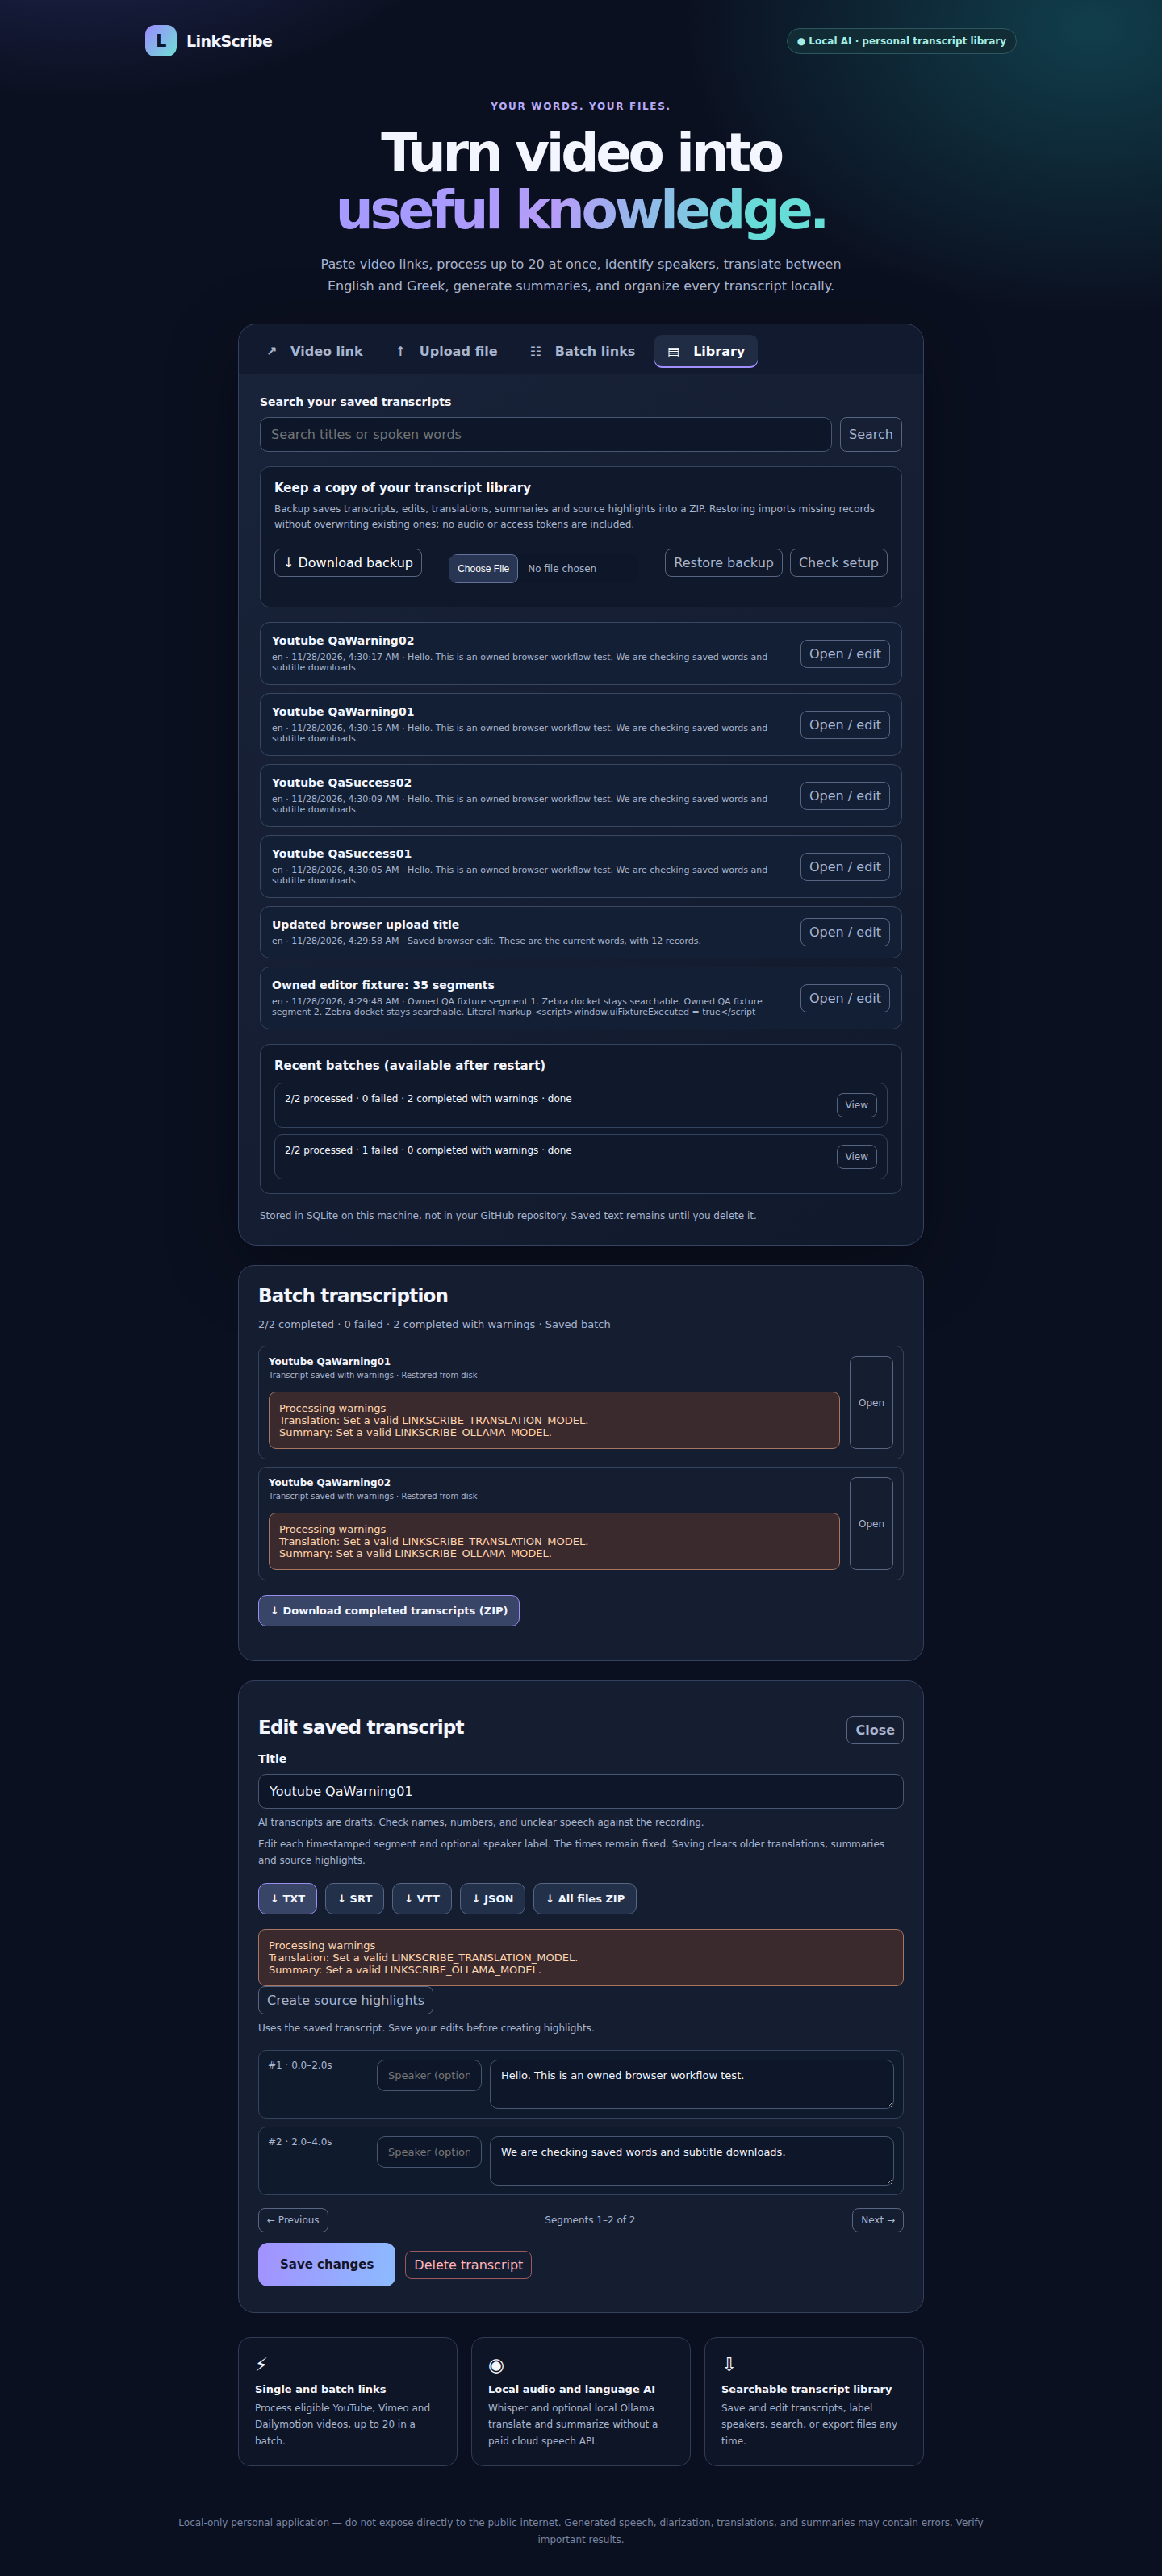 L LinkScribe
● Local AI · personal transcript library
YOUR WORDS. YOUR FILES.
Turn video into
useful knowledge.
Paste video links, process up to 20 at once, identify speakers, translate between
English and Greek, generate summaries, and organize every transcript locally.
↗ Video link ↑ Upload file ☷ Batch links ▤ Library
Search your saved transcripts
Search titles or spoken words Search
Keep a copy of your transcript library
Backup saves transcripts, edits, translations, summaries and source highlights into a ZIP. Restoring imports missing records
without overwriting existing ones; no audio or access tokens are included.
↓ Download backup Choose File No file chosen Restore backup Check setup
Youtube QaWarning02
en · 11/28/2026, 4:30:17 AM · Hello. This is an owned browser workflow test. We are checking saved words and
subtitle downloads.
Open / edit
Youtube QaWarning01
en · 11/28/2026, 4:30:16 AM · Hello. This is an owned browser workflow test. We are checking saved words and
subtitle downloads.
Open / edit
Youtube QaSuccess02
en · 11/28/2026, 4:30:09 AM · Hello. This is an owned browser workflow test. We are checking saved words and
subtitle downloads.
Open / edit
Youtube QaSuccess01
en · 11/28/2026, 4:30:05 AM · Hello. This is an owned browser workflow test. We are checking saved words and
subtitle downloads.
Open / edit
Updated browser upload title
en · 11/28/2026, 4:29:58 AM · Saved browser edit. These are the current words, with 12 records.
Open / edit
Owned editor fixture: 35 segments
en · 11/28/2026, 4:29:48 AM · Owned QA fixture segment 1. Zebra docket stays searchable. Owned QA fixture
segment 2. Zebra docket stays searchable. Literal markup <script>window.uiFixtureExecuted = true</script
Open / edit
Recent batches (available after restart)
2/2 processed · 0 failed · 2 completed with warnings · done View
2/2 processed · 1 failed · 0 completed with warnings · done View
Stored in SQLite on this machine, not in your GitHub repository. Saved text remains until you delete it.
Batch transcription
2/2 completed · 0 failed · 2 completed with warnings · Saved batch
Youtube QaWarning01
Transcript saved with warnings · Restored from disk
Processing warnings
Translation: Set a valid LINKSCRIBE_TRANSLATION_MODEL.
Summary: Set a valid LINKSCRIBE_OLLAMA_MODEL.
Open
Youtube QaWarning02
Transcript saved with warnings · Restored from disk
Processing warnings
Translation: Set a valid LINKSCRIBE_TRANSLATION_MODEL.
Summary: Set a valid LINKSCRIBE_OLLAMA_MODEL.
Open
↓ Download completed transcripts (ZIP)
Edit saved transcript Close
Title
Youtube QaWarning01
AI transcripts are drafts. Check names, numbers, and unclear speech against the recording.
Edit each timestamped segment and optional speaker label. The times remain fixed. Saving clears older translations, summaries
and source highlights.
↓ TXT ↓ SRT ↓ VTT ↓ JSON ↓ All files ZIP
Processing warnings
Translation: Set a valid LINKSCRIBE_TRANSLATION_MODEL.
Summary: Set a valid LINKSCRIBE_OLLAMA_MODEL.
Create source highlights
Uses the saved transcript. Save your edits before creating highlights.
#1 · 0.0–2.0s Speaker (option Hello. This is an owned browser workflow test.
#2 · 2.0–4.0s Speaker (option We are checking saved words and subtitle downloads.
← Previous Segments 1–2 of 2 Next →
Save changes Delete transcript
⚡
Single and batch links
Process eligible YouTube, Vimeo and
Dailymotion videos, up to 20 in a
batch.
◉
Local audio and language AI
Whisper and optional local Ollama
translate and summarize without a
paid cloud speech API.
⇩
Searchable transcript library
Save and edit transcripts, label
speakers, search, or export files any
time.
Local-only personal application — do not expose directly to the public internet. Generated speech, diarization, translations, and summaries may contain errors. Verify
important results.